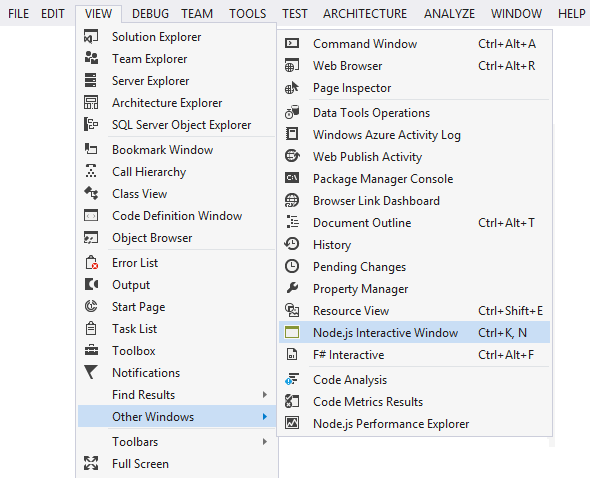 FILE EDIT VIEW DEBUG TEAM TOOLS TEST ARCHITECTURE ANALYZE WINDOW HELP
Solution Explorer
Team Explorer
Server Explorer
Architecture Explorer
SQL Server Object Explorer
Bookmark Window
Call Hierarchy
Class View
Code Definition Window
Object Browser
Error List
Output
Start Page
Task List
Toolbox
Notifications
Find Results
Other Windows
Toolbars
Full Screen
Command Window Ctrl+Alt+A
Web Browser Ctrl+Alt+R
Page Inspector
Data Tools Operations
Windows Azure Activity Log
Web Publish Activity
Package Manager Console
Browser Link Dashboard
Document Outline Ctrl+Alt+T
History
Pending Changes
Property Manager
Resource View Ctrl+Shift+E
Node.js Interactive Window Ctrl+K, N
F# Interactive Ctrl+Alt+F
Code Analysis
Code Metrics Results
Node.js Performance Explorer